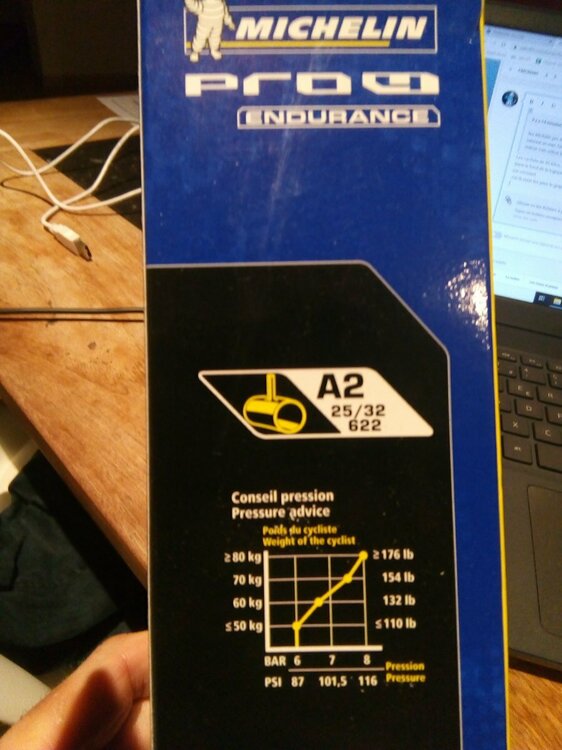 MICHELIN
PRO 4
ENDURANCE
A2
25/32
622
Conseil pression
Pressure advice
Poids du cycliste
Weight of the cyclist
≥80 kg ≥176 lb
70 kg 154 lb
60 kg 132 lb
≤50 kg ≤110 lb
BAR 6 7 8 Pression
PSI 87 101,5 116 Pressure